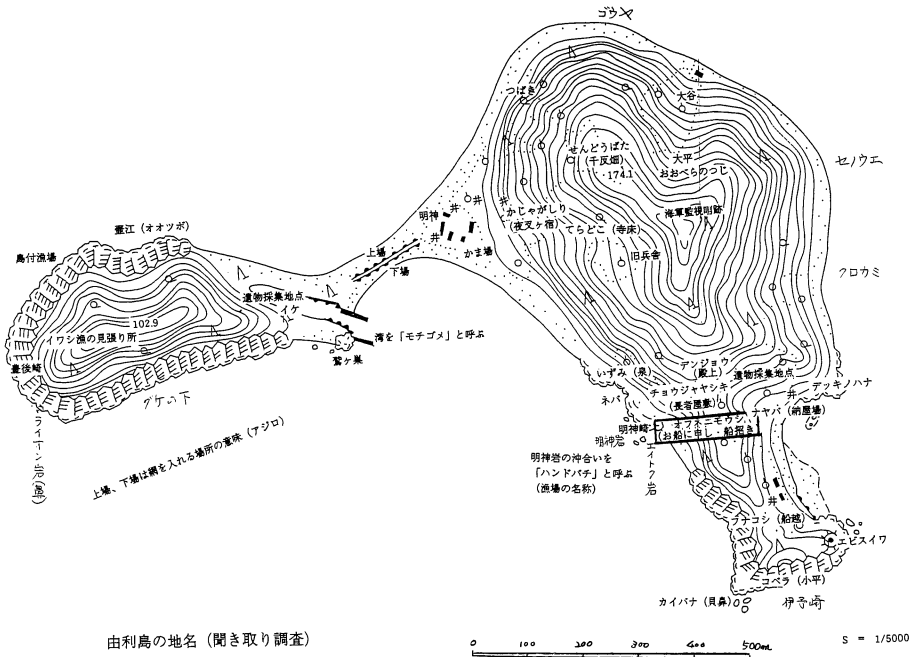 ゴウヤ
つばき
大谷
せんどうばた
(千反畑)
174.1
大平
おおべらのつじ
セノウエ
海軍監視哨跡
かじゃがしり
(夜叉ヶ宿)
てらどこ(寺床)
旧兵舎
クロカミ
明神
井
井
井
井
かま場
上場
下場
壷江(オオツボ)
島付漁場
遺物採集地点
イケ
102.9
イワシ漁の見張り所
豊後崎
湾を「モチゴメ」と呼ぶ
鷲ヶ巣
グケの下
上場、下場は網を入れる場所の意味(アジロ)
いずみ(泉)
デンジョウ
(殿上)
遺物採集地点
チョウジャヤシキ
(長者屋敷)
デッキノハナ
ネバ
井
ナヤバ(納屋場)
明神崎
オフネニモウシ
(お船に申し・船招き)
明神岩
エイトク岩
明神岩の沖合いを
「ハンドバチ」と呼ぶ
(漁場の名称)
井
フナコシ(船越)
エビスイワ
コベラ(小平)
カイバナ(貝鼻)
伊予崎
由利島の地名(聞き取り調査)
0 100 200 300 400 500m
S = 1/5000